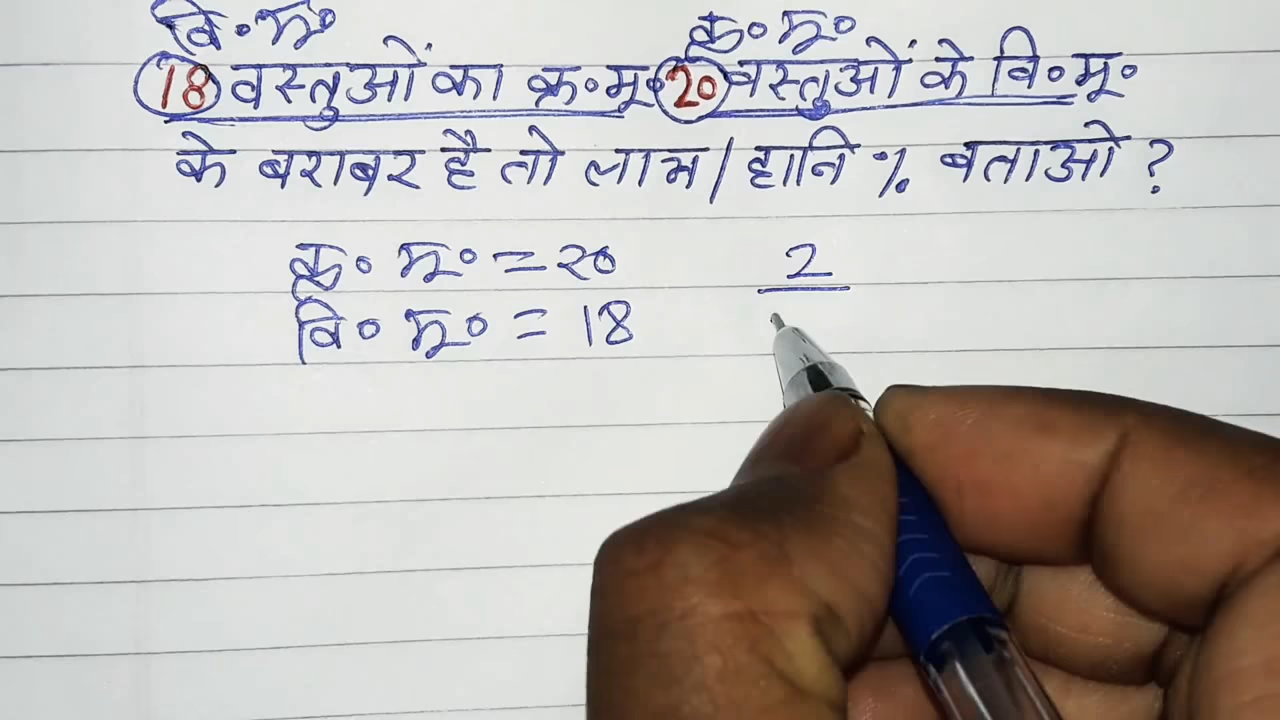 वि॰ मू॰ क्र॰ मू॰
18 वस्तुओं का क्र॰मू॰ 20 वस्तुओं के वि॰मू॰
के बराबर है तो लाभ/हानि % बताओ ?
क्र॰ मू॰ = 20 2
वि॰ मू॰ = 18